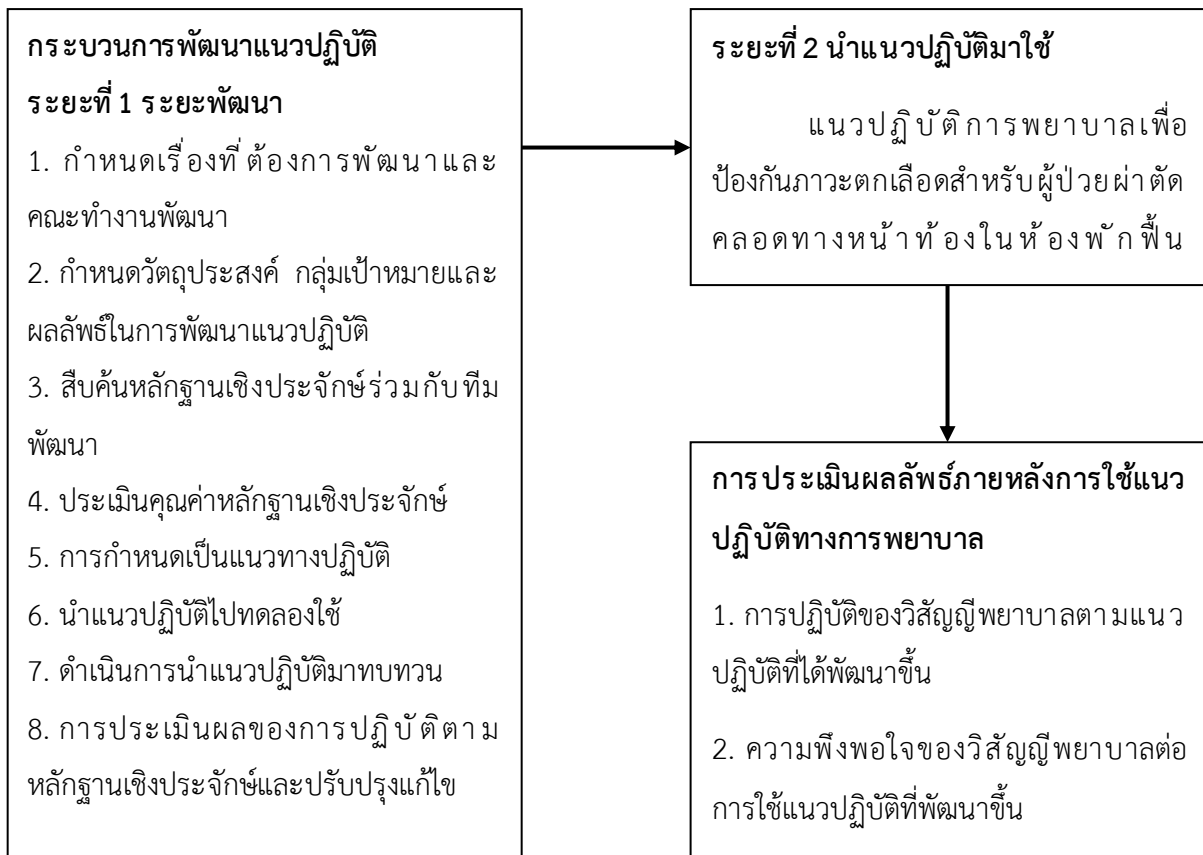 กระบวนการพัฒนาแนวปฏิบัติ
ระยะที่ 1 ระยะพัฒนา
1. กำหนดเรื่องที่ต้องการพัฒนาและ
คณะทำงานพัฒนา
2. กำหนดวัตถุประสงค์ กลุ่มเป้าหมายและ
ผลลัพธ์ในการพัฒนาแนวปฏิบัติ
3. สืบค้นหลักฐานเชิงประจักษ์ร่วมกับทีม
พัฒนา
4. ประเมินคุณค่าหลักฐานเชิงประจักษ์
5. การกำหนดเป็นแนวทางปฏิบัติ
6. นำแนวปฏิบัติไปทดลองใช้
7. ดำเนินการนำแนวปฏิบัติมาทบทวน
8. การประเมินผลของการปฏิบัติตาม
หลักฐานเชิงประจักษ์และปรับปรุงแก้ไข
ระยะที่ 2 นำแนวปฏิบัติมาใช้
แนวปฏิบัติการพยาบาลเพื่อ
ป้องกันภาวะตกเลือดสำหรับผู้ป่วยผ่าตัด
คลอดทางหน้าท้องในห้องพักฟื้น
การประเมินผลลัพธ์ภายหลังการใช้แนว
ปฏิบัติทางการพยาบาล
1. การปฏิบัติของวิสัญญีพยาบาลตามแนว
ปฏิบัติที่ได้พัฒนาขึ้น
2. ความพึงพอใจของวิสัญญีพยาบาลต่อ
การใช้แนวปฏิบัติที่พัฒนาขึ้น